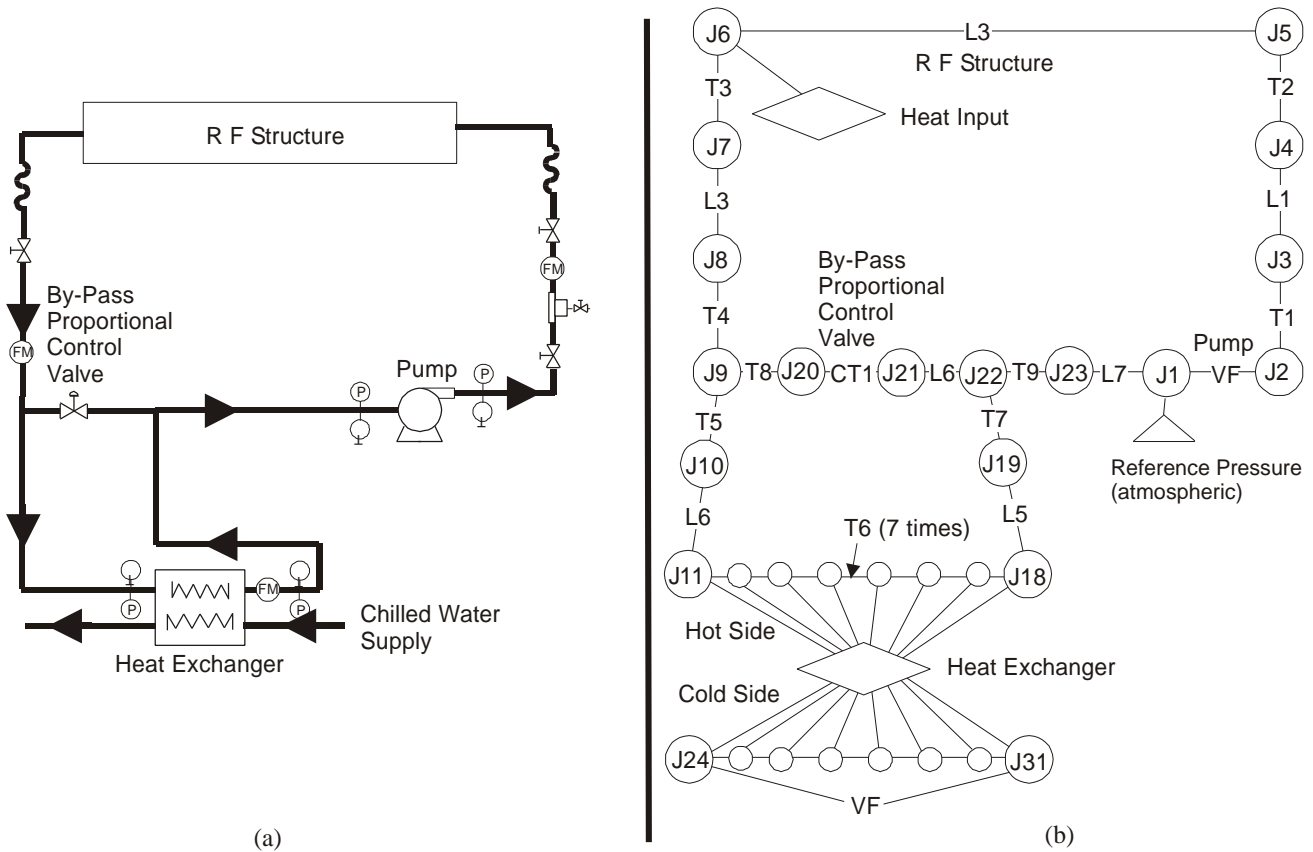 R F Structure
By-Pass
Proportional
Control
Valve
FM
FM
P
Pump
P
P
FM
P
Chilled Water
Supply
Heat Exchanger
(a)
J6
L3
J5
R F Structure
T3
T2
Heat Input
J7
J4
L3
L1
J8
By-Pass
Proportional
Control
Valve
J3
T4
T1
Pump
J9
T8
J20
CT1
J21
L6
J22
T9
J23
L7
J1
VF
J2
T5
T7
J10
J19
Reference Pressure
(atmospheric)
L6
L5
T6 (7 times)
J11
J18
Hot Side
Heat Exchanger
Cold Side
J24
J31
VF
(b)